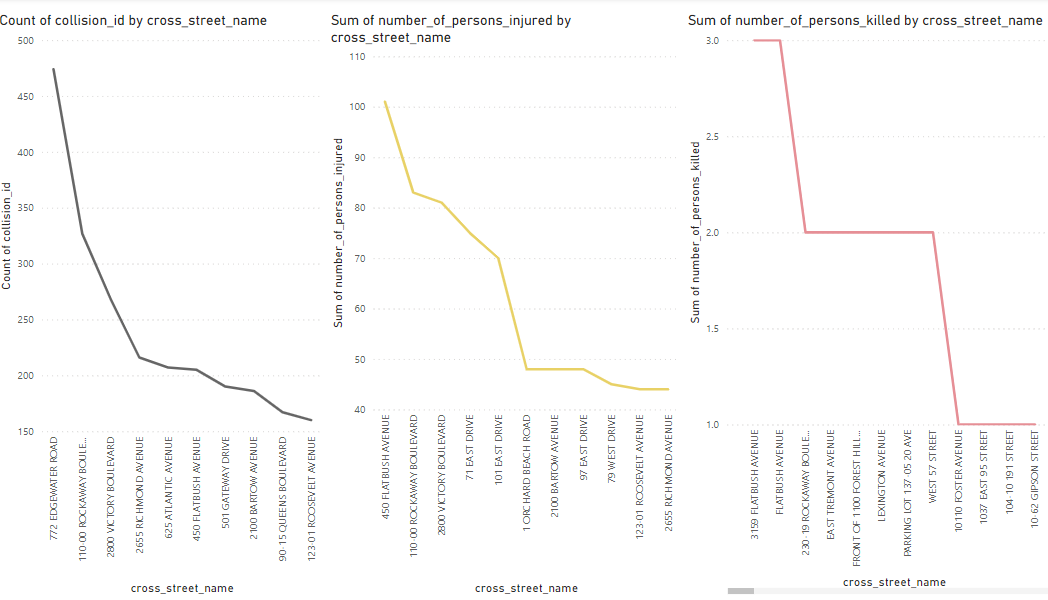 Count of collision_id by cross_street_name
500
450
400
350
300
250
200
150
Count of collision_id
772 EDGEWATER ROAD
110-00 ROCKAWAY BOULE...
2800 VICTORY BOULEVARD
2655 RICHMOND AVENUE
625 ATLANTIC AVENUE
450 FLATBUSH AVENUE
501 GATEWAY DRIVE
2100 BARTOW AVENUE
90-15 QUEENS BOULEVARD
123-01 ROOSEVELT AVENUE
cross_street_name
Sum of number_of_persons_injured by
cross_street_name
110
100
90
80
70
60
50
40
Sum of number_of_persons_injured
450 FLATBUSH AVENUE
110-00 ROCKAWAY BOULEVARD
2800 VICTORY BOULEVARD
71 EAST DRIVE
101 EAST DRIVE
1 ORCHARD BEACH ROAD
2100 BARTOW AVENUE
97 EAST DRIVE
79 WEST DRIVE
123-01 ROOSEVELT AVENUE
2655 RICHMOND AVENUE
cross_street_name
Sum of number_of_persons_killed by cross_street_name
3.0
2.5
2.0
1.5
1.0
Sum of number_of_persons_killed
3159 FLATBUSH AVENUE
FLATBUSH AVENUE
230 -19 ROCKAWAY BOULE...
EAST TREMONT AVENUE
FRONT OF 1100 FOREST HILL...
LEXINGTON AVENUE
PARKING LOT 137-05 20 AVE
WEST 57 STREET
10110 FOSTER AVENUE
1037 EAST 95 STREET
104-10 191 STREET
10-62 GIPSON STREET
cross_street_name